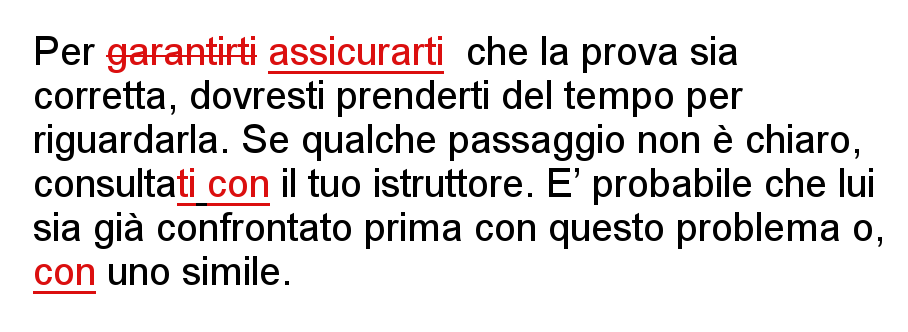 Per garantirti assicurarti  che la prova sia
corretta, dovresti prenderti del tempo per
riguardarla. Se qualche passaggio non è chiaro,
consultati con il tuo istruttore. E’ probabile che lui
sia già confrontato prima con questo problema o,
con uno simile.